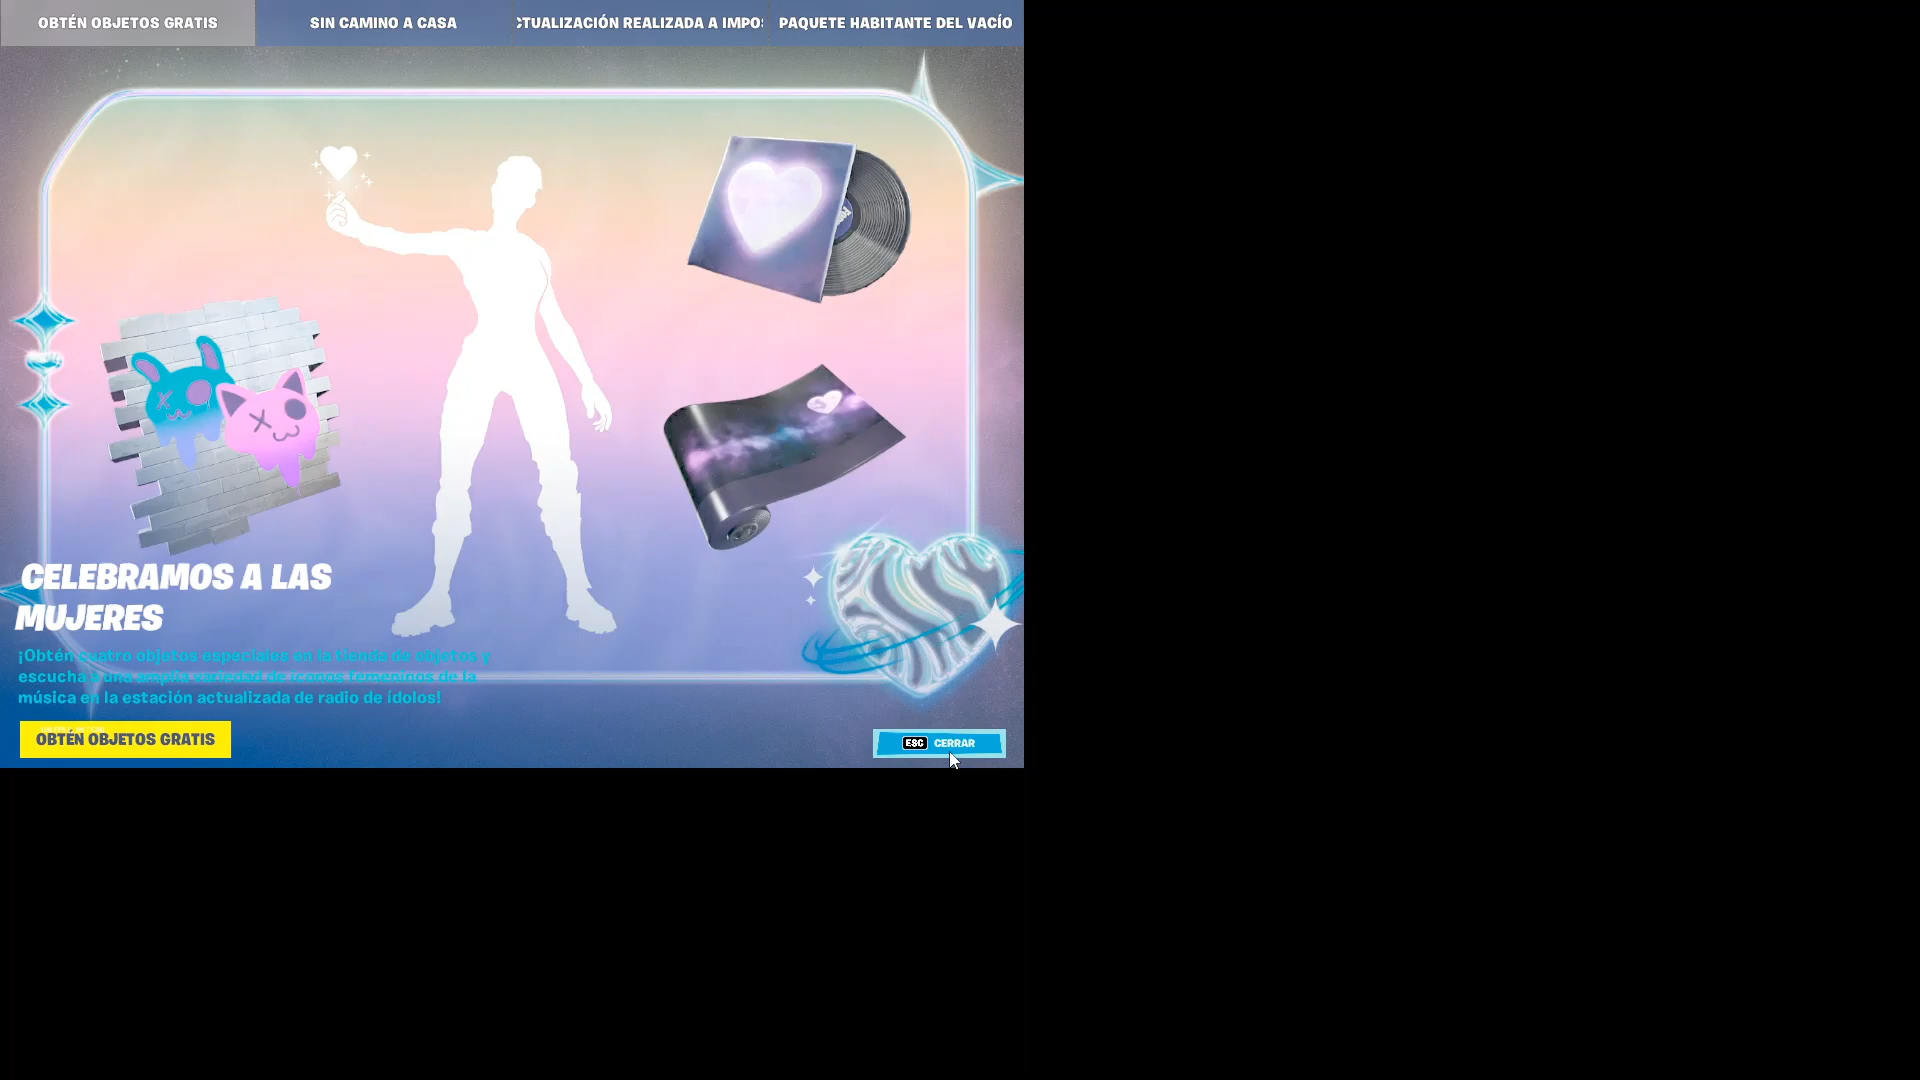 OBTÉN OBJETOS GRATIS
SIN CAMINO A CASA
CTUALIZACIÓN REALIZADA A IMPOS
PAQUETE HABITANTE DEL VACÍO
CELEBRAMOS A LAS
MUJERES
¡Obtén cuatro objetos especiales en la tienda de objetos y
escucha a una amplia variedad de íconos femeninos de la
música en la estación actualizada de radio de ídolos!
OBTÉN OBJETOS GRATIS
ESC CERRAR